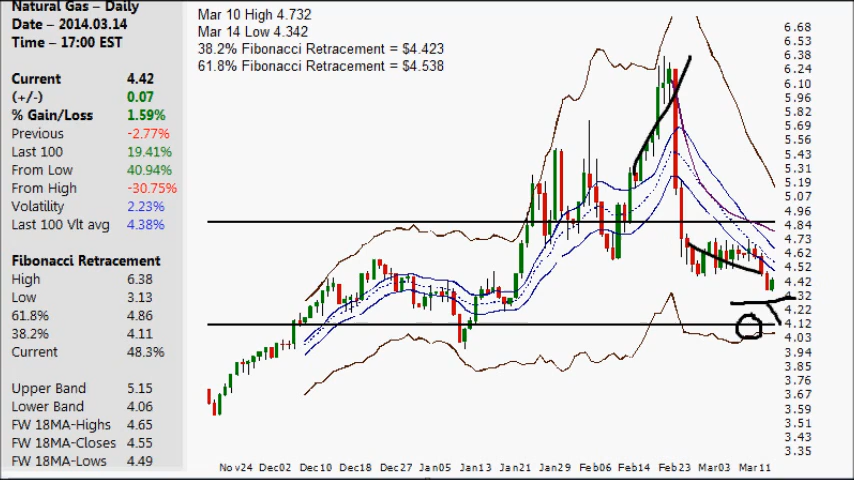 Natural Gas – Daily
Date – 2014.03.14
Time – 17:00 EST
Current 4.42
(+/-) 0.07
% Gain/Loss 1.59%
Previous -2.77%
Last 100 19.41%
From Low 40.94%
From High -30.75%
Volatility 2.23%
Last 100 Vlt avg 4.38%
Fibonacci Retracement
High 6.38
Low 3.13
61.8% 4.86
38.2% 4.11
Current 48.3%
Upper Band 5.15
Lower Band 4.06
FW 18MA-Highs 4.65
FW 18MA-Closes 4.55
FW 18MA-Lows 4.49
Mar 10 High 4.732
Mar 14 Low 4.342
38.2% Fibonacci Retracement = $4.423
61.8% Fibonacci Retracement = $4.538
6.68
6.53
6.38
6.24
6.10
5.96
5.82
5.69
5.56
5.43
5.31
5.19
5.07
4.96
4.84
4.73
4.62
4.52
4.42
4.32
4.22
4.12
4.03
3.94
3.85
3.76
3.67
3.59
3.51
3.43
3.35
Nov24 Dec02 Dec10 Dec18 Dec27 Jan05 Jan13 Jan21 Jan29 Feb06 Feb14 Feb23 Mar03 Mar11